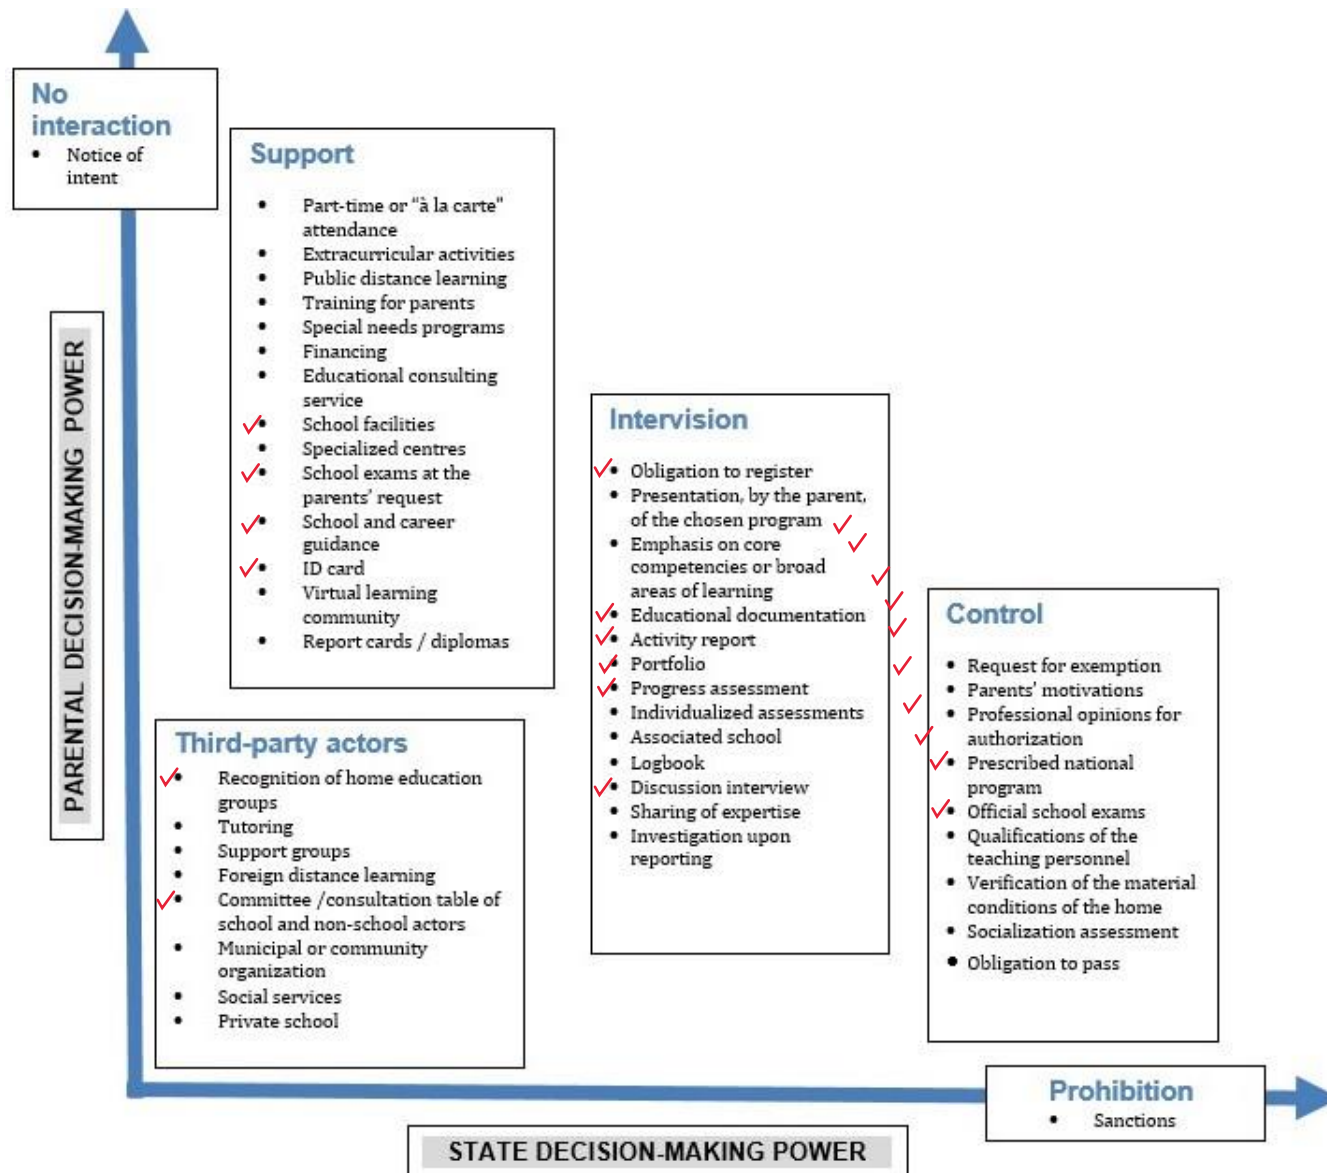 No
interaction
• Notice of
intent
Support
• Part-time or “à la carte”
attendance
• Extracurricular activities
• Public distance learning
• Training for parents
• Special needs programs
• Financing
• Educational consulting
service
• School facilities
• Specialized centres
• School exams at the
parents’ request
• School and career
guidance
• ID card
• Virtual learning
community
• Report cards / diplomas
Third-party actors
• Recognition of home education
groups
• Tutoring
• Support groups
• Foreign distance learning
• Committee /consultation table of
school and non-school actors
• Municipal or community
organization
• Social services
• Private school
Intervision
• Obligation to register
• Presentation, by the parent,
of the chosen program
• Emphasis on core
competencies or broad
areas of learning
• Educational documentation
• Activity report
• Portfolio
• Progress assessment
• Individualized assessments
• Associated school
• Logbook
• Discussion interview
• Sharing of expertise
• Investigation upon
reporting
Control
• Request for exemption
• Parents’ motivations
• Professional opinions for
authorization
• Prescribed national
program
• Official school exams
• Qualifications of the
teaching personnel
• Verification of the material
conditions of the home
• Socialization assessment
• Obligation to pass
Prohibition
• Sanctions
PARENTAL DECISION-MAKING POWER
STATE DECISION-MAKING POWER